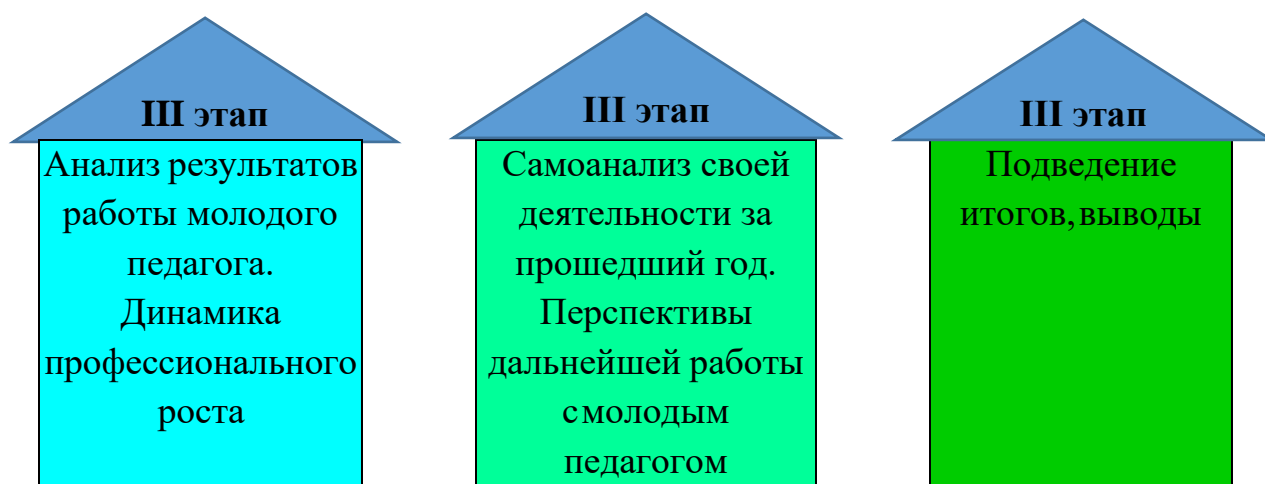 III этап
Анализ результатов
работы молодого
педагога.
Динамика
профессионального
роста
III этап
Самоанализ своей
деятельности за
прошедший год.
Перспективы
дальнейшей работы
смолодым
педагогом
III этап
Подведение
итогов,выводы